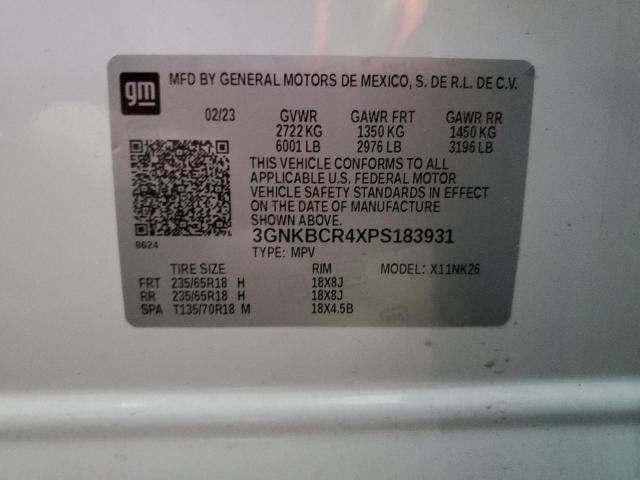 gm
MFD BY GENERAL MOTORS DE MEXICO, S. DE R.L. DE C.V.
02/23 GVWR GAWR FRT GAWR RR
2722 KG 1350 KG 1450 KG
6001 LB 2976 LB 3196 LB
THIS VEHICLE CONFORMS TO ALL
APPLICABLE U.S. FEDERAL MOTOR
VEHICLE SAFETY STANDARDS IN EFFECT
ON THE DATE OF MANUFACTURE
SHOWN ABOVE.
8624
3GNKBCR4XPS183931
TYPE: MPV
TIRE SIZE RIM MODEL: X11NK26
FRT 235/65R18 H 18X8J
RR 235/65R18 H 18X8J
SPA T135/70R18 M 18X4.5B